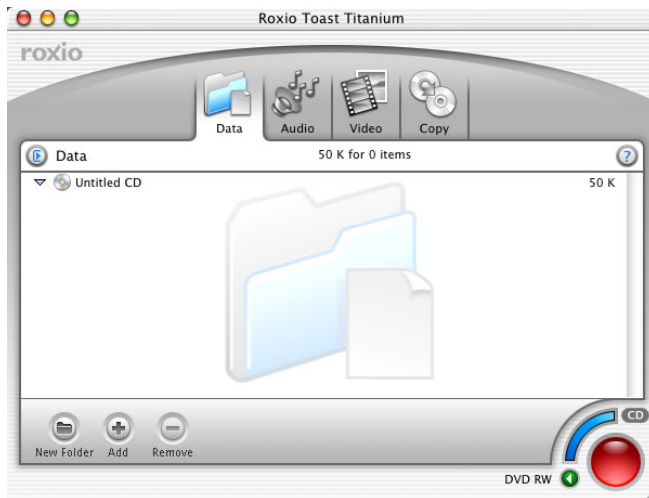 Roxio Toast Titanium
roxio
Data Audio Video Copy
Data 50 K for 0 items ?
Untitled CD 50 K
CD
New Folder Add Remove
DVD RW